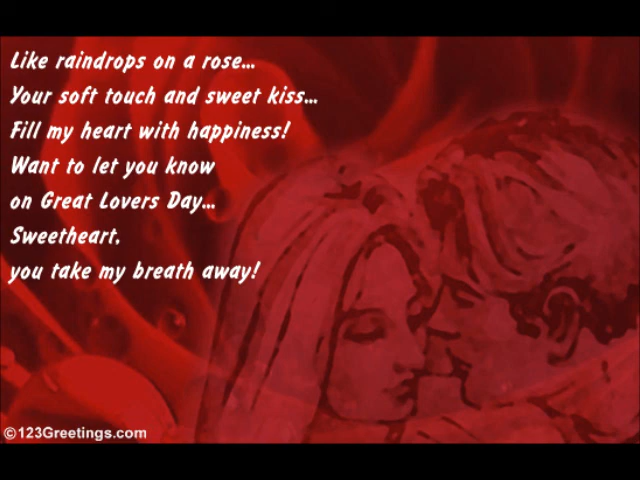 Like raindrops on a rose...
Your soft touch and sweet kiss...
Fill my heart with happiness!
Want to let you know
on Great Lovers Day...
Sweetheart,
you take my breath away!
©123Greetings.com